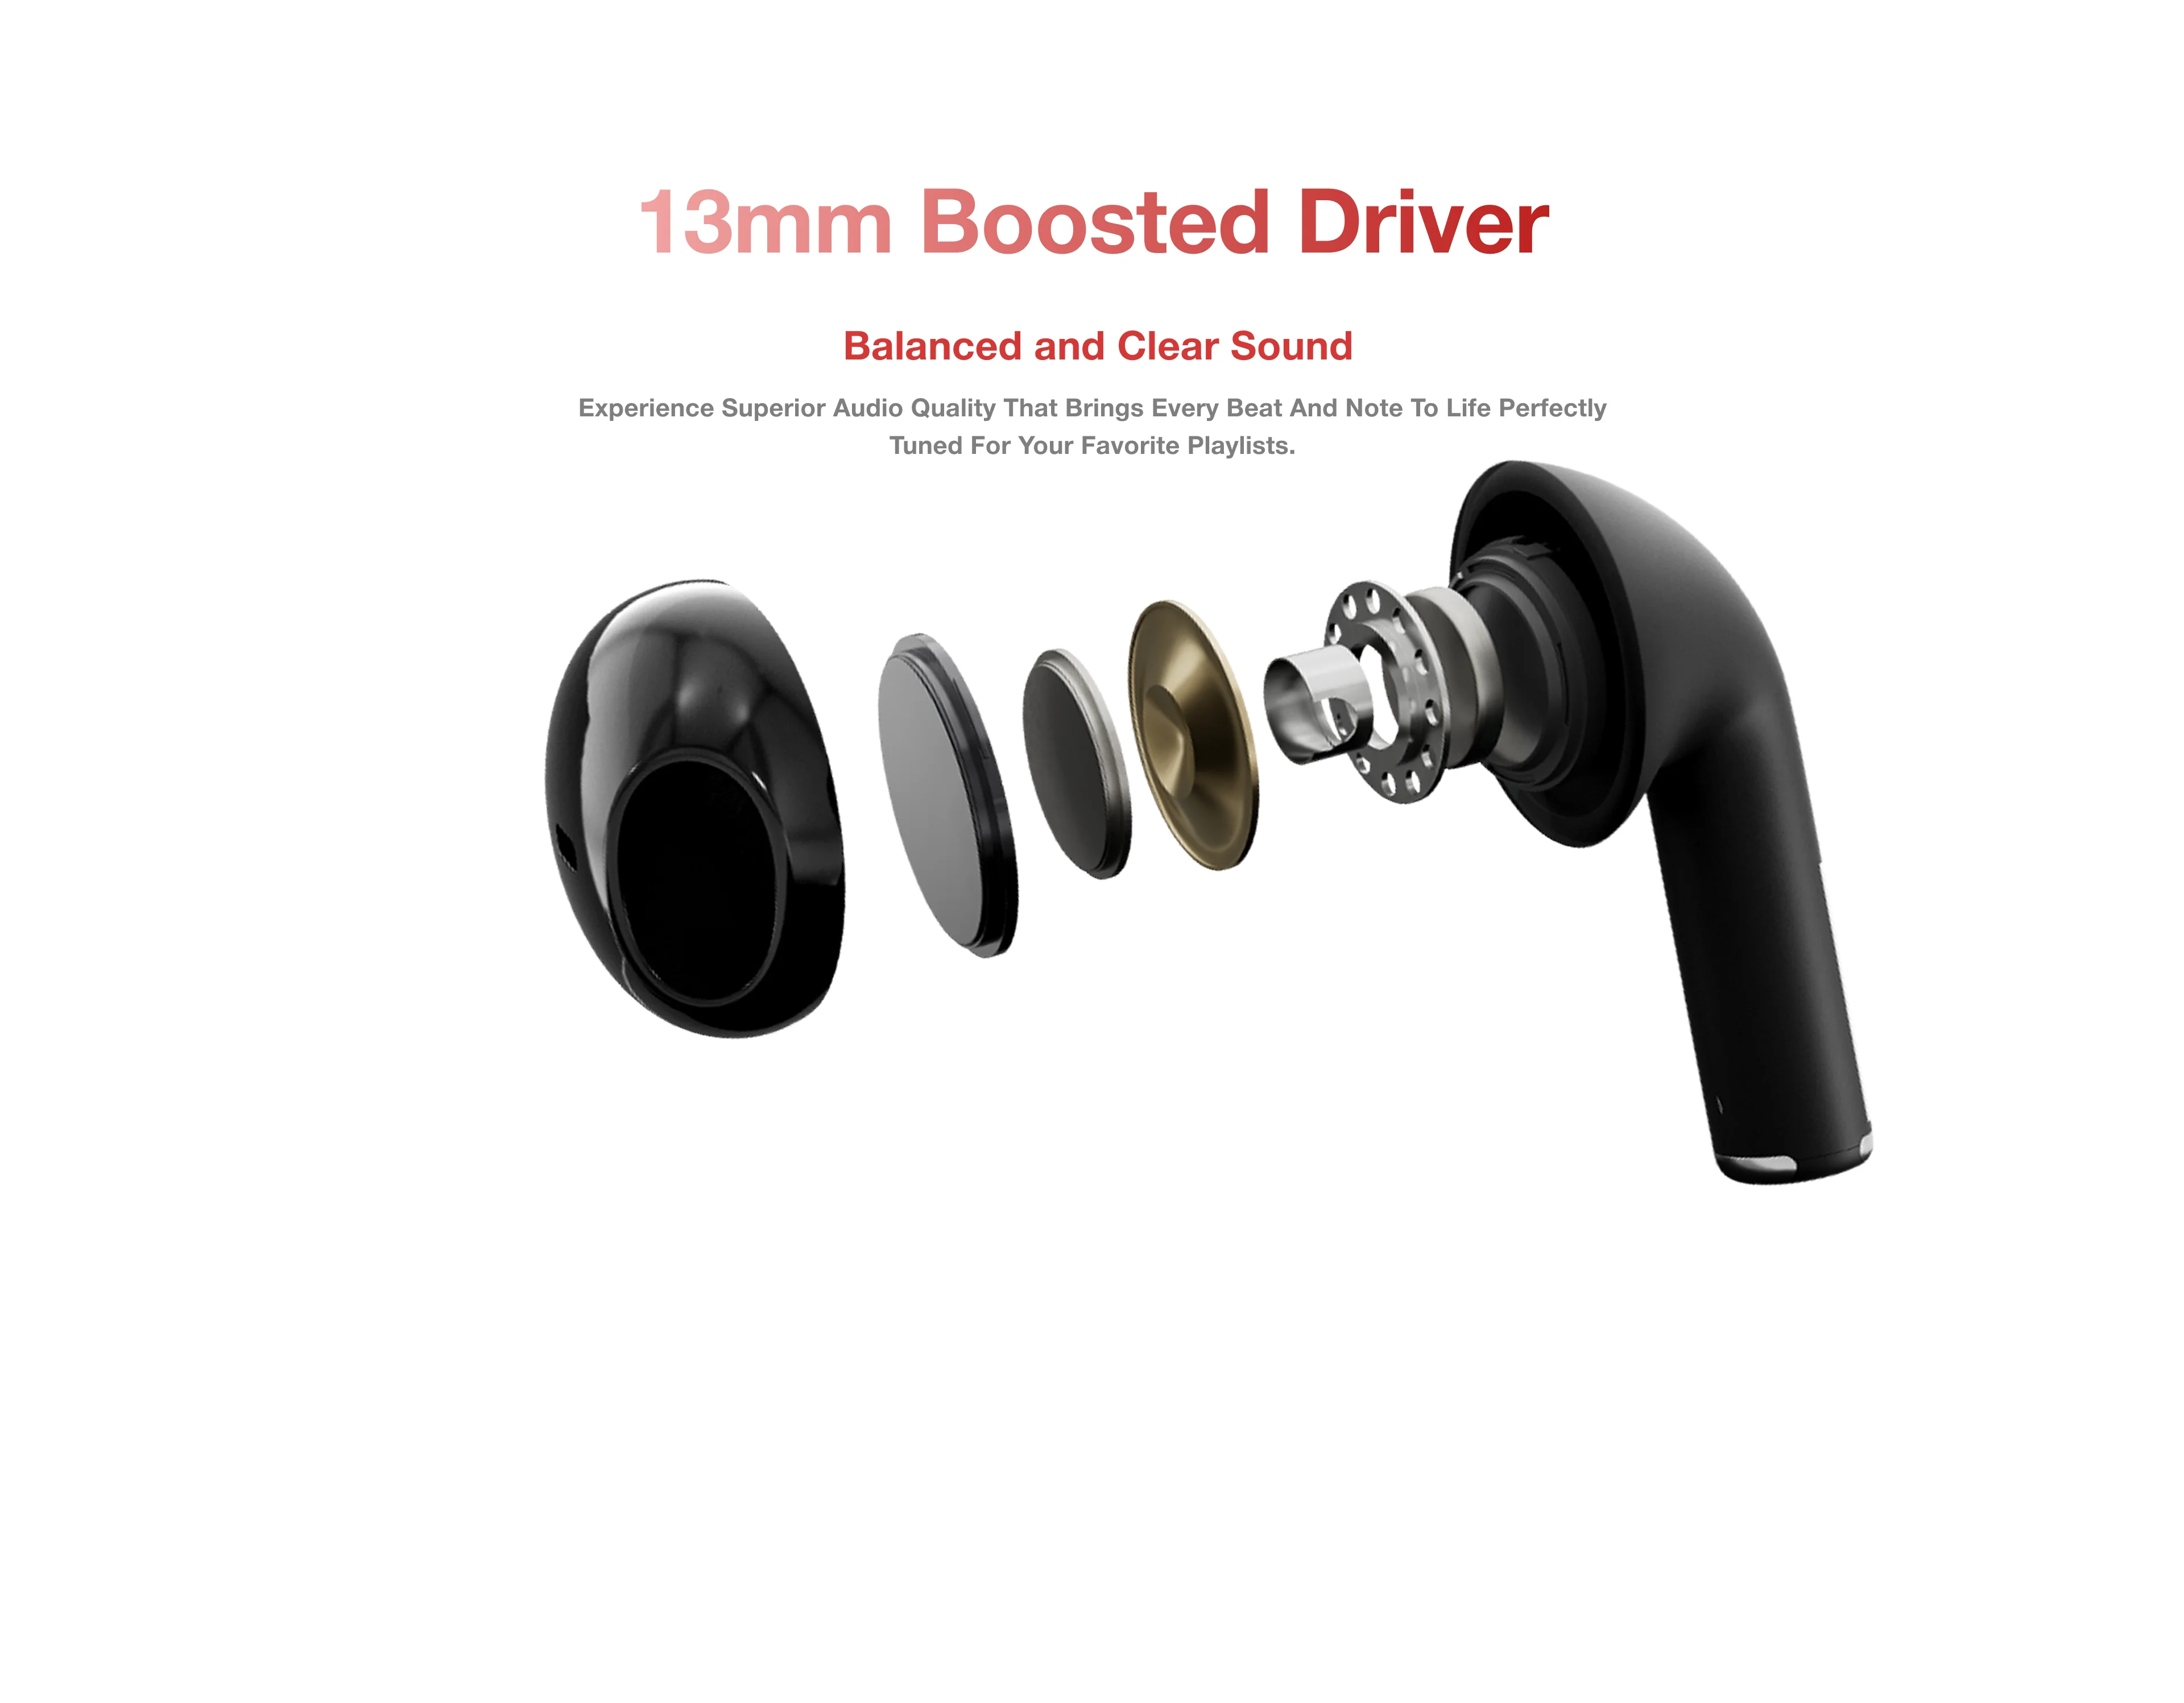 13mm Boosted Driver
Balanced and Clear Sound
Experience Superior Audio Quality That Brings Every Beat And Note To Life Perfectly
Tuned For Your Favorite Playlists.